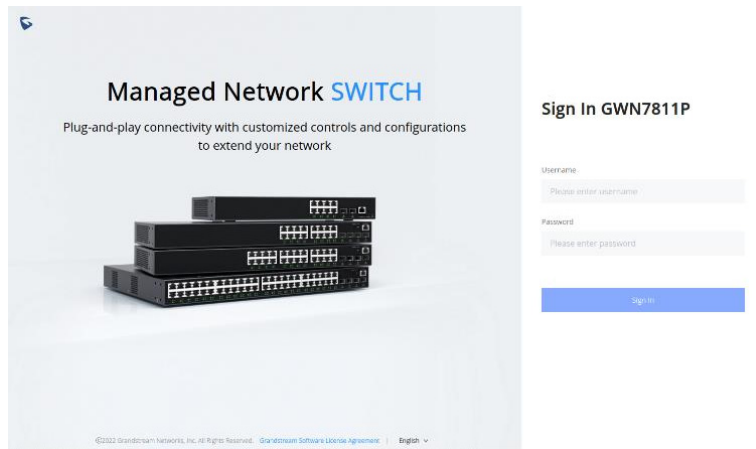 Managed Network SWITCH
Plug-and-play connectivity with customized controls and configurations
to extend your network
Sign In GWN7811P
Username
Please enter username
Password
Please enter password
Sign In
©2022 Grandstream Networks, Inc. All Rights Reserved. Grandstream Software License Agreement | English